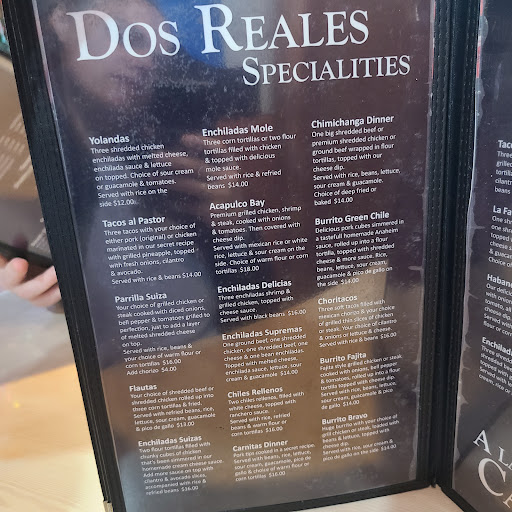 DOS REALES
SPECIALITIES
Yolandas
Three shredded chicken
enchiladas with melted cheese,
enchilada sauce & lettuce
on topped. Choice of sour cream
or guacamole & tomatoes.
Served with rice on the
side $12.00
Tacos al Pastor
Three tacos with your choice of
either pork (original) or chicken
marinated in our secret recipe
with grilled pineapple, topped
with fresh onions, cilantro
& avocado.
Served with rice & beans $14.00
Parrilla Suiza
Your choice of grilled chicken or
steak cooked with diced onions,
bell pepper & tomatoes grilled to
perfection, just to add a layer
of melted shredded cheese
on top.
Served with rice, beans &
your choice of warm flour or
corn tortillas $16.00
Add chorizo $4.00
Flautas
Your choice of shredded beef or
shredded chicken rolled up into
three corn tortillas & fried.
Served with refried beans, rice,
lettuce, sour cream, guacamole
& pico de gallo $13.00
Enchiladas Suizas
Two flour tortillas filled with
chunky cubes of chicken
that's been simmered in our
homemade cream cheese sauce.
Add more sauce on top with
cilantro & avocado slices,
accompanied with rice &
refried beans
Enchiladas Mole
Three corn tortillas or two flour
tortillas filled with chicken
& topped with delicious
mole sauce.
Served with rice & refried
beans $14.00
Acapulco Bay
Premium grilled chicken, shrimp
& steak, cooked with onions
& tomatoes. Then covered with
cheese dip.
Served with mexican rice or white
rice, lettuce & sour cream on the
side. Choice of warm flour or corn
tortillas $18.00
Enchiladas Delicias
Three enchiladas shrimp &
grilled chicken, topped with
cheese sauce.
Served with black beans $16.00
Enchiladas Supremas
One ground beef, one shredded
chicken, one shredded beef, one
cheese, & one bean enchiladas.
Topped with melted cheese,
enchilada sauce, lettuce, sour
cream & guacamole $14.00
Chiles Rellenos
Two chiles rellenos, filled with
white cheese, topped with
ranchero sauce.
Served with rice, refried
beans & warm flour or
corn tortillas $16.00
Carnitas Dinner
Pork tips cooked in a secret recipe.
Served with beans, rice, lettuce,
sour cream, guacamole, pico de
gallo & choice of warm flour or
corn tortillas $16.00
Chimichanga Dinner
One big shredded beef or
premium shredded chicken or
ground beef wrapped in flour
tortillas, topped with our
cheese dip.
Served with rice, beans, lettuce,
sour cream & guacamole.
Choice of deep fried or
baked $14.00
Burrito Green Chile
Delicious pork cubes simmered in
a tastefull homemade Anaheim
sauce, rolled up into a flour
tortilla, topped with shredded
cheese & more sauce. Rice,
beans, lettuce, sour cream,
guacamole & pico de gallo on
the side $14.00
Choritacos
Three soft tacos filled with
mexican chorizo & your choice
of grilled thin slices of chicken
or steak. Your choice of cilantro
& onions or lettuce & cheese.
Served with rice & beans $16.00
Burrito Fajita
Fajita style grilled chicken or steak
cooked with onions, bell pepper
& tomatoes, rolled up into a flour
tortilla topped with cheese dip.
Served with rice, beans, lettuce,
sour cream, guacamole & pico
de gallo
Burrito Bravo
Huge burrito with your choice of
grill chicken or steak, loaded with
beans & lettuce, topped with
cheese dip.
Served with rice, sour cream &
pico de gallo on the side $14.00